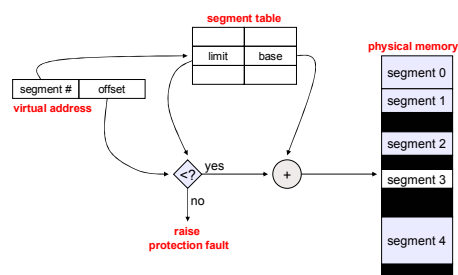 segment table
limit
base
segment #
offset
virtual address
<?
yes
no
+
raise
protection fault
physical memory
segment 0
segment 1
segment 2
segment 3
segment 4